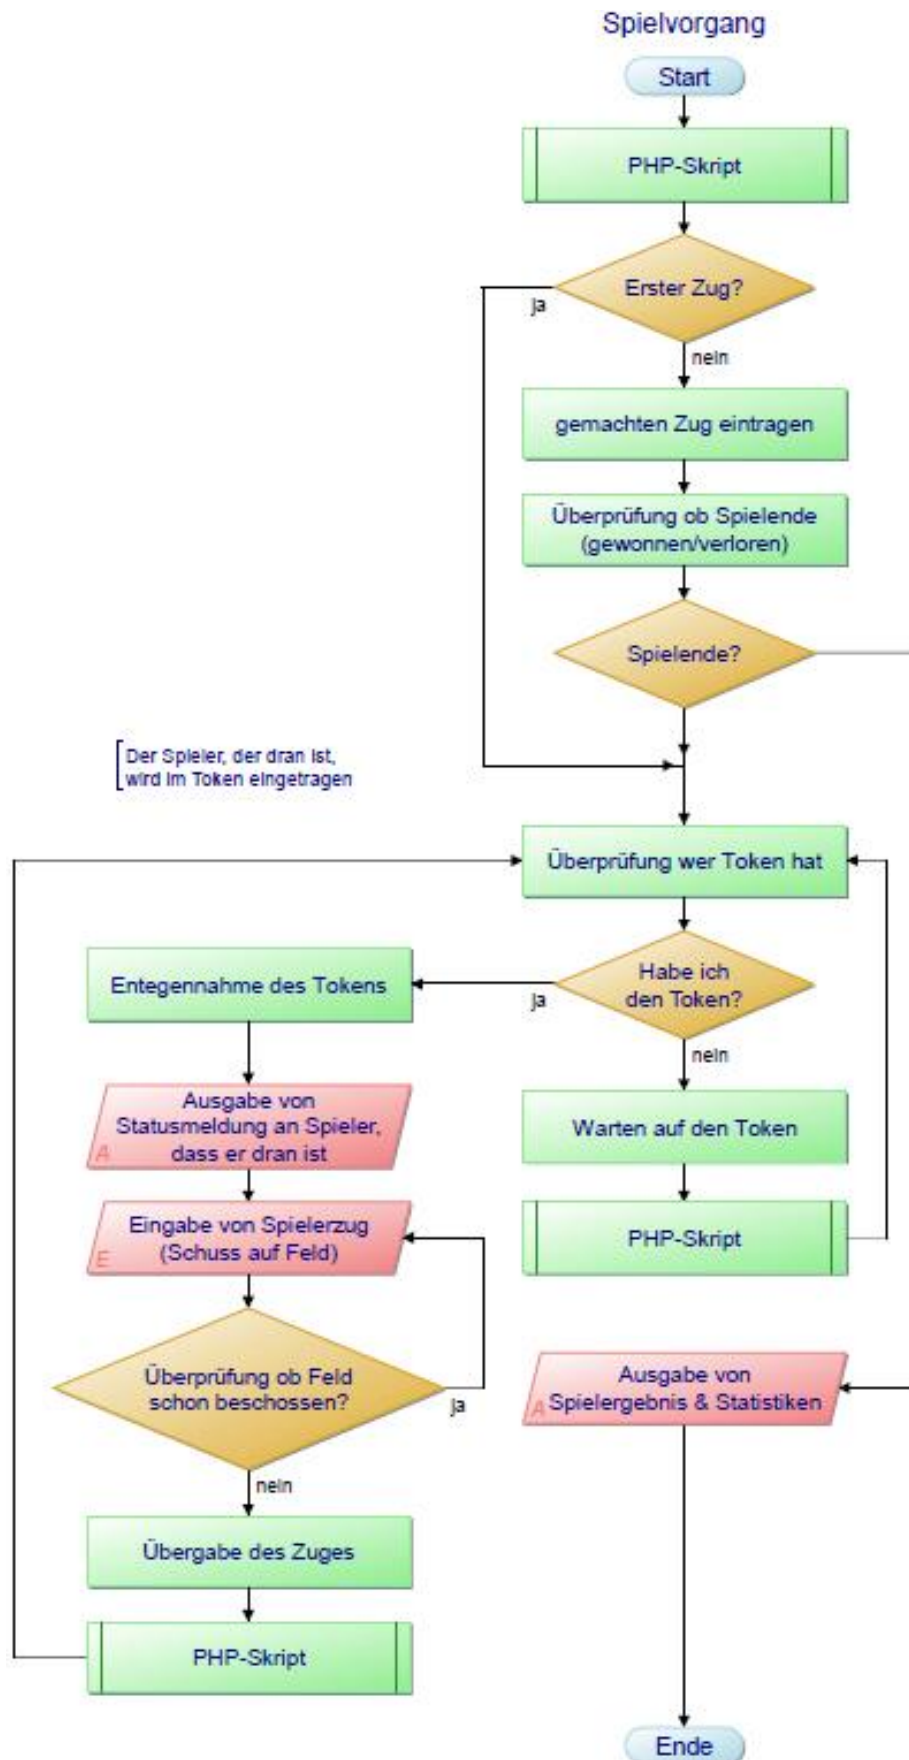 Spielvorgang
Start
PHP-Skript
Erster Zug?
ja
nein
gemachten Zug eintragen
Überprüfung ob Spielende
(gewonnen/verloren)
Spielende?
Der Spieler, der dran ist,
wird im Token eingetragen
Überprüfung wer Token hat
Habe ich
den Token?
ja
nein
Entegennahme des Tokens
Ausgabe von
Statusmeldung an Spieler,
dass er dran ist
A
Warten auf den Token
PHP-Skript
Eingabe von Spielerzug
(Schuss auf Feld)
E
Überprüfung ob Feld
schon beschossen?
ja
nein
Ausgabe von
Spielergebnis & Statistiken
A
Übergabe des Zuges
PHP-Skript
Ende